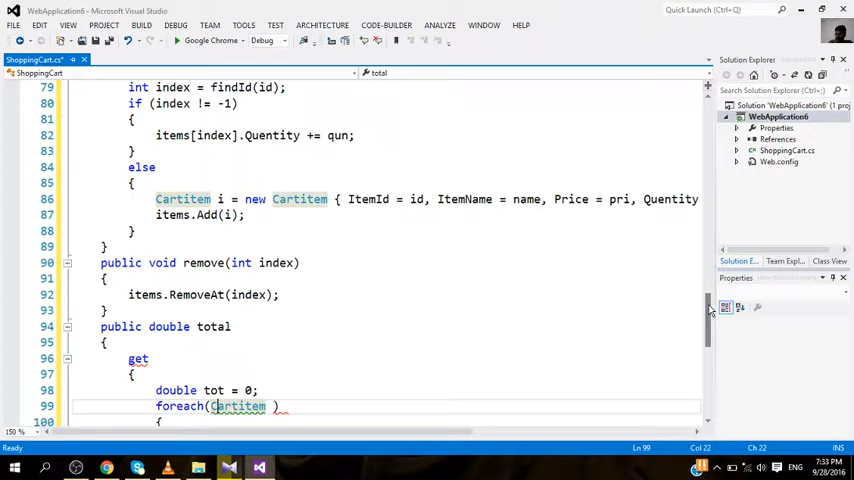 WebApplication6 - Microsoft Visual Studio
Quick Launch (Ctrl+Q)
FILE EDIT VIEW PROJECT BUILD DEBUG TEAM TOOLS TEST ARCHITECTURE CODE-BUILDER ANALYZE WINDOW HELP
Google Chrome Debug
ShoppingCart.cs*
ShoppingCart
total
79 int index = findId(id);
80 if (index != -1)
81 {
82 items[index].Quantity += qun;
83 }
84 else
85 {
86 Cartitem i = new Cartitem { ItemId = id, ItemName = name, Price = pri, Quantity
87 items.Add(i);
88 }
89 }
90 public void remove(int index)
91 {
92 items.RemoveAt(index);
93 }
94 public double total
95 {
96 get
97 {
98 double tot = 0;
99 foreach(Cartitem )
100 {
150 %
Solution Explorer
Search Solution Explorer (Ctrl+;)
Solution 'WebApplication6' (1 proj
WebApplication6
Properties
References
ShoppingCart.cs
Web.config
Solution E... Team Expl... Class View
Properties
Ready
Ln 99 Col 22 Ch 22 INS
ENG
7:33 PM
9/28/2016